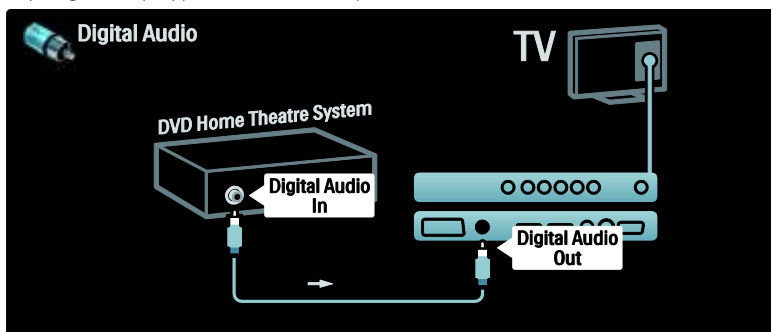 Digital Audio
TV
DVD Home Theatre System
Digital Audio
In
Digital Audio
Out